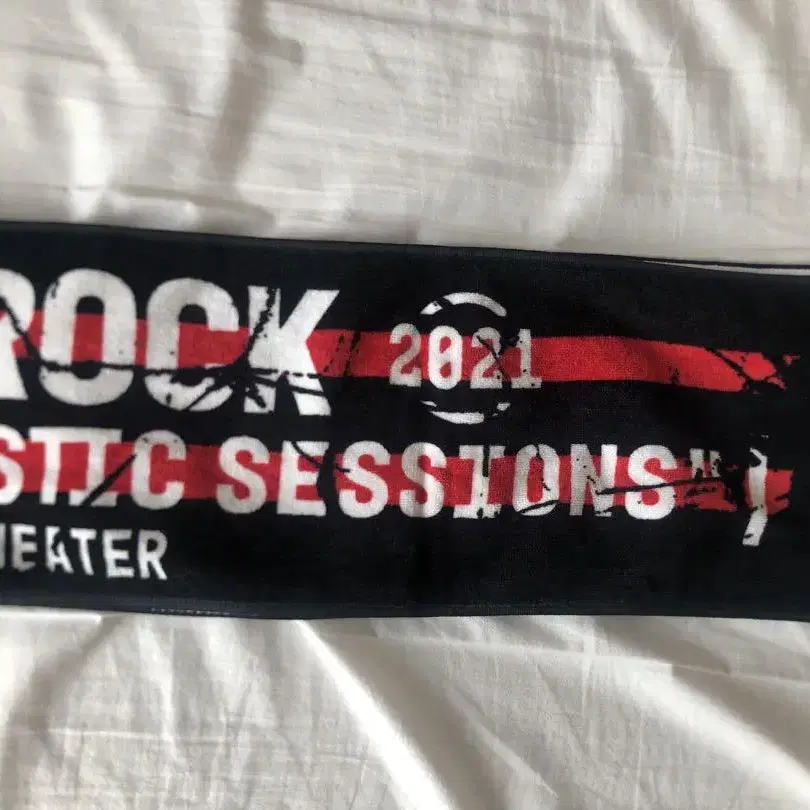 ROCK 2021
STIC SESSIONS"
HEATER